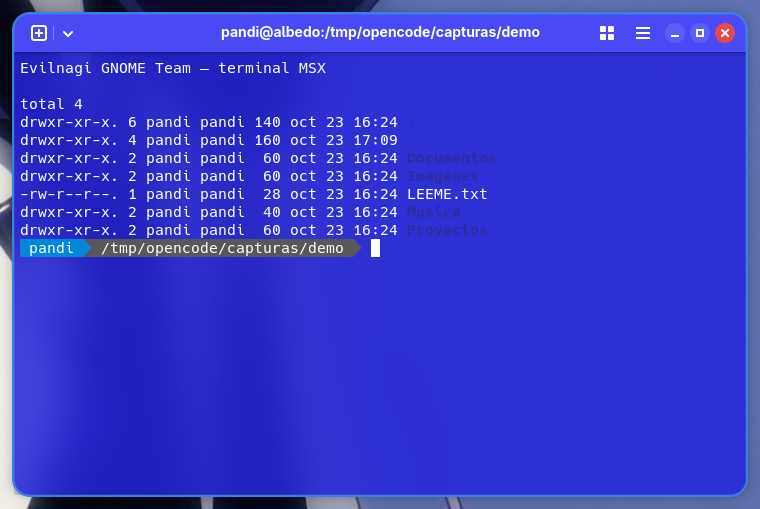 pandi@albedo:/tmp/opencode/capturas/demo
Evilnagi GNOME Team — terminal MSX
total 4
drwxr-xr-x. 6 pandi pandi 140 oct 23 16:24 .
drwxr-xr-x. 4 pandi pandi 160 oct 23 17:09 ..
drwxr-xr-x. 2 pandi pandi  60 oct 23 16:24 Documentos
drwxr-xr-x. 2 pandi pandi  60 oct 23 16:24 Imagenes
-rw-r--r--. 1 pandi pandi  28 oct 23 16:24 LEEME.txt
drwxr-xr-x. 2 pandi pandi  40 oct 23 16:24 Musica
drwxr-xr-x. 2 pandi pandi  60 oct 23 16:24 Proyectos
pandi /tmp/opencode/capturas/demo